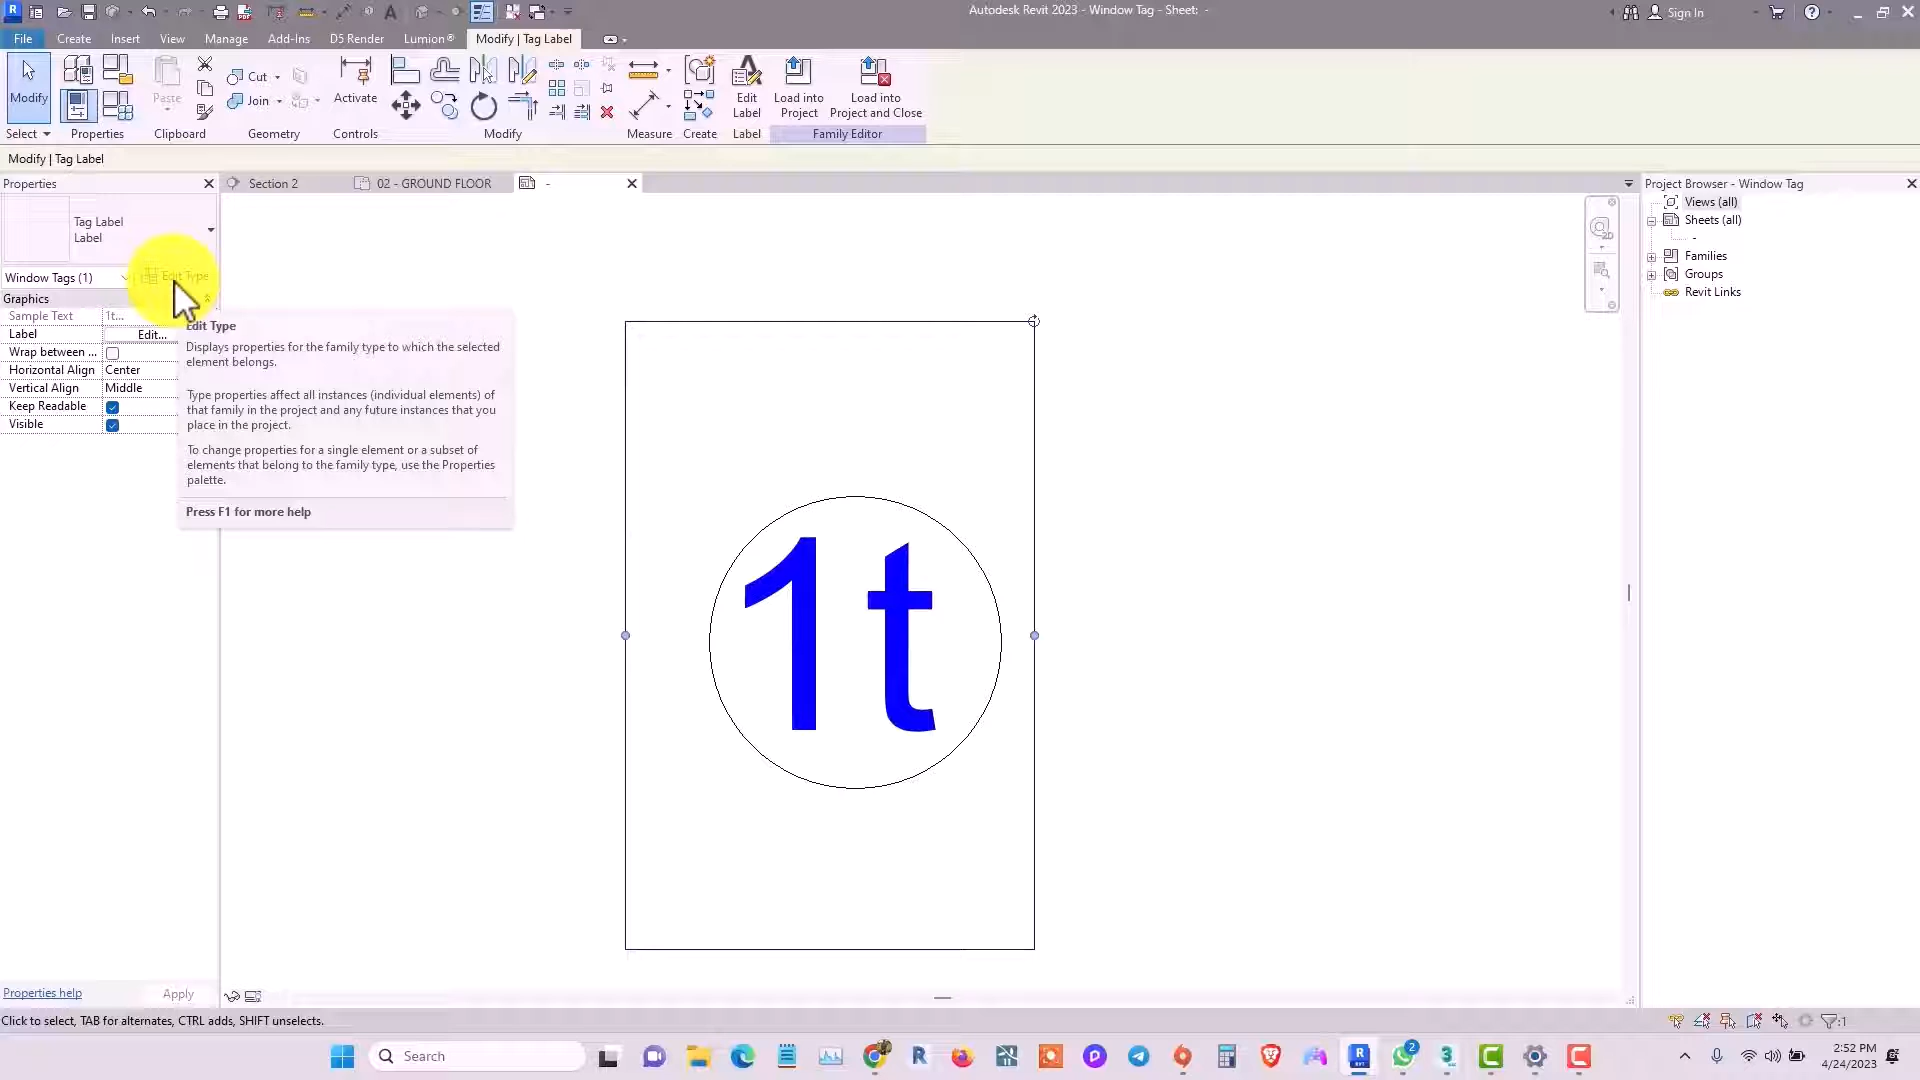 Autodesk Revit 2023 - Window Tag - Sheet: -
Sign In
File
Create
Insert
View
Manage
Add-Ins
D5 Render
Lumion®
Modify | Tag Label
Modify
Paste
Cut
Join
Activate
Edit
Label
Load into
Project
Load into
Project and Close
Select
Properties
Clipboard
Geometry
Controls
Modify
Measure
Create
Label
Family Editor
Modify | Tag Label
Properties
Section 2
02 - GROUND FLOOR
-
Project Browser - Window Tag
Tag Label
Label
Window Tags (1)
Edit Type
Graphics
Sample Text
1t...
Label
Edit...
Wrap between ...
Horizontal Align
Center
Vertical Align
Middle
Keep Readable
Visible
Edit Type
Displays properties for the family type to which the selected
element belongs.
Type properties affect all instances (individual elements) of
that family in the project and any future instances that you
place in the project.
To change properties for a single element or a subset of
elements that belong to the family type, use the Properties
palette.
Press F1 for more help
1t
Views (all)
Sheets (all)
-
Families
Groups
Revit Links
Properties help
Apply
Click to select, TAB for alternates, CTRL adds, SHIFT unselects.
:1
Search
2
2:52 PM
4/24/2023